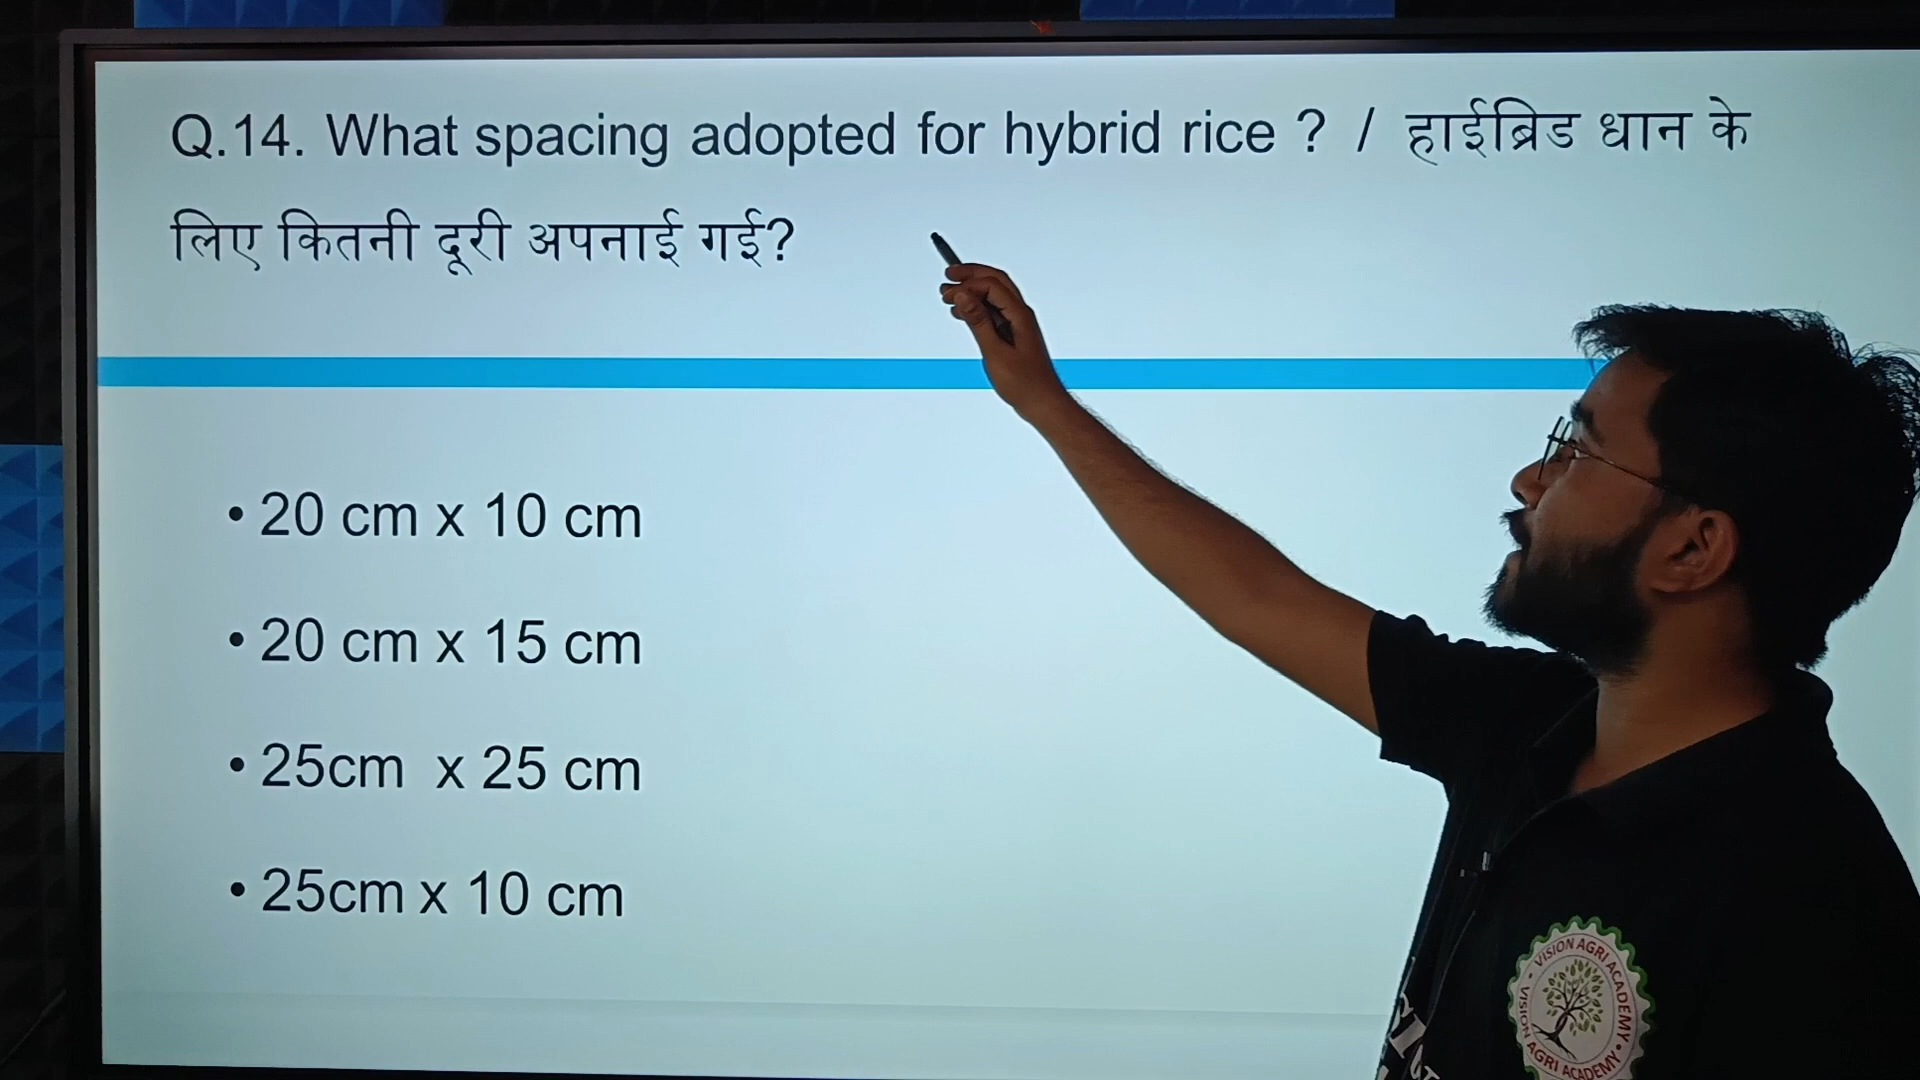 Q.14. What spacing adopted for hybrid rice ? / हाईब्रिड धान के
लिए कितनी दूरी अपनाई गई?
• 20 cm x 10 cm
• 20 cm x 15 cm
• 25cm x 25 cm
• 25cm x 10 cm
VISION AGRI ACADEMY • VISION AGRI ACADEMY •